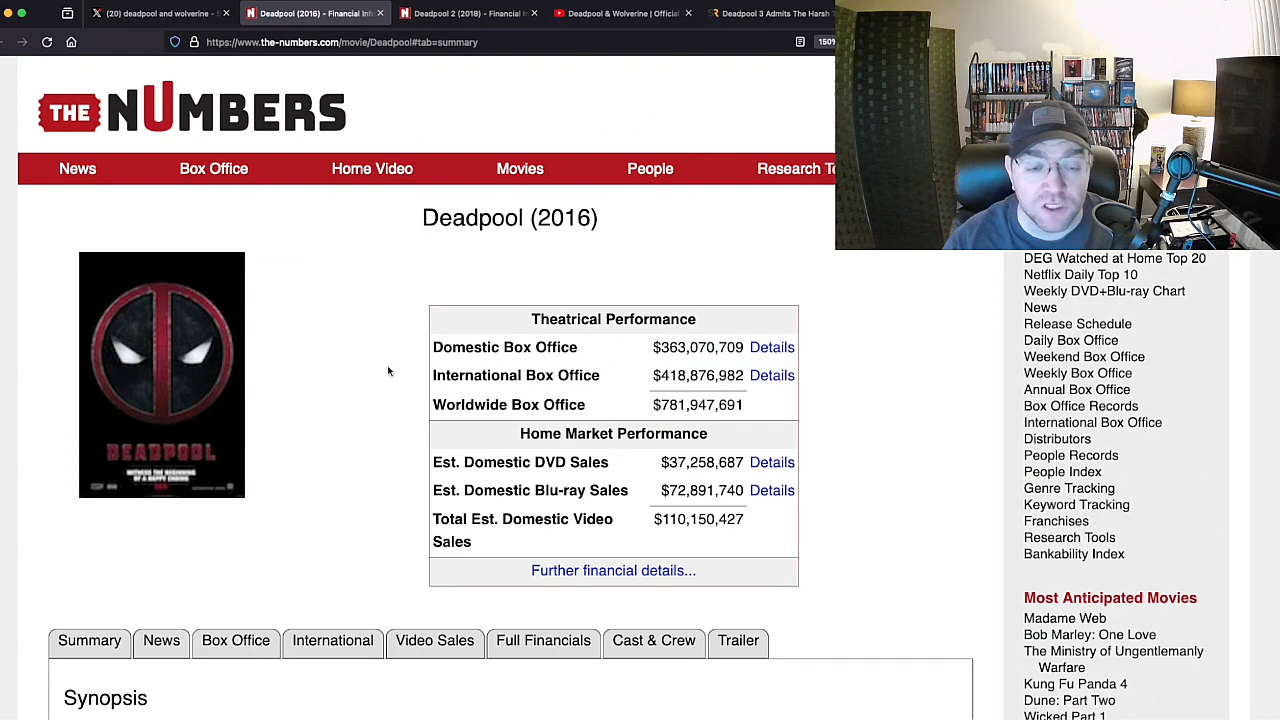 (20) deadpool and wolverine - S
Deadpool (2016) - Financial Info
Deadpool 2 (2018) - Financial In
Deadpool & Wolverine | Official
Deadpool 3 Admits The Harsh T
https://www.the-numbers.com/movie/Deadpool#tab=summary
150%
THE NUMBERS
News
Box Office
Home Video
Movies
People
Research To
Deadpool (2016)
DEADPOOL
WITNESS THE BEGINNING
OF A HAPPY ENDING
Theatrical Performance
Domestic Box Office $363,070,709 Details
International Box Office $418,876,982 Details
Worldwide Box Office $781,947,691
Home Market Performance
Est. Domestic DVD Sales $37,258,687 Details
Est. Domestic Blu-ray Sales $72,891,740 Details
Total Est. Domestic Video $110,150,427
Sales
Further financial details...
Summary
News
Box Office
International
Video Sales
Full Financials
Cast & Crew
Trailer
Synopsis
DEG Watched at Home Top 20
Netflix Daily Top 10
Weekly DVD+Blu-ray Chart
News
Release Schedule
Daily Box Office
Weekend Box Office
Weekly Box Office
Annual Box Office
Box Office Records
International Box Office
Distributors
People Records
People Index
Genre Tracking
Keyword Tracking
Franchises
Research Tools
Bankability Index
Most Anticipated Movies
Madame Web
Bob Marley: One Love
The Ministry of Ungentlemanly
Warfare
Kung Fu Panda 4
Dune: Part Two
Wicked Part 1